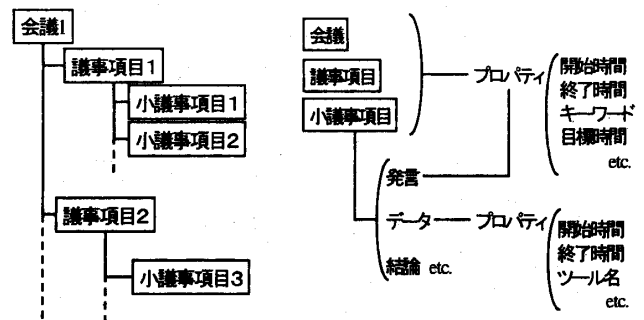 会議1
議事項目1
小議事項目1
小議事項目2
議事項目2
小議事項目3
会議
議事項目
小議事項目
プロパティ
開始時間
終了時間
キーワード
目標時間
etc.
発言
データ
結論 etc.
プロパティ
開始時間
終了時間
ツール名
etc.